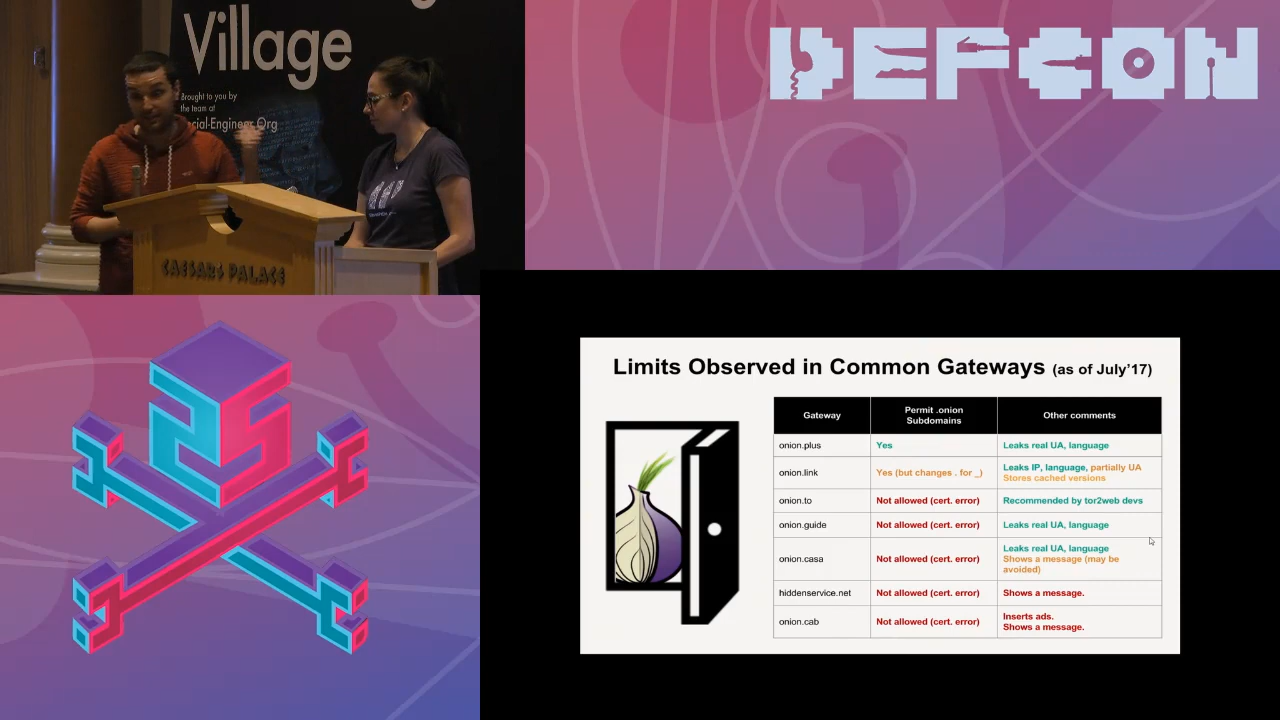 Village
Brought to you by
the team at
cial-Engineer.Org
CAESARS PALACE
DEFCON
Limits Observed in Common Gateways (as of July'17)
Gateway
Permit .onion
Subdomains
Other comments
onion.plus
Yes
Leaks real UA, language
onion.link
Yes (but changes . for _)
Leaks IP, language, partially UA
Stores cached versions
onion.to
Not allowed (cert. error)
Recommended by tor2web devs
onion.guide
Not allowed (cert. error)
Leaks real UA, language
onion.casa
Not allowed (cert. error)
Leaks real UA, language
Shows a message (may be
avoided)
hiddenservice.net
Not allowed (cert. error)
Shows a message.
onion.cab
Not allowed (cert. error)
Inserts ads.
Shows a message.